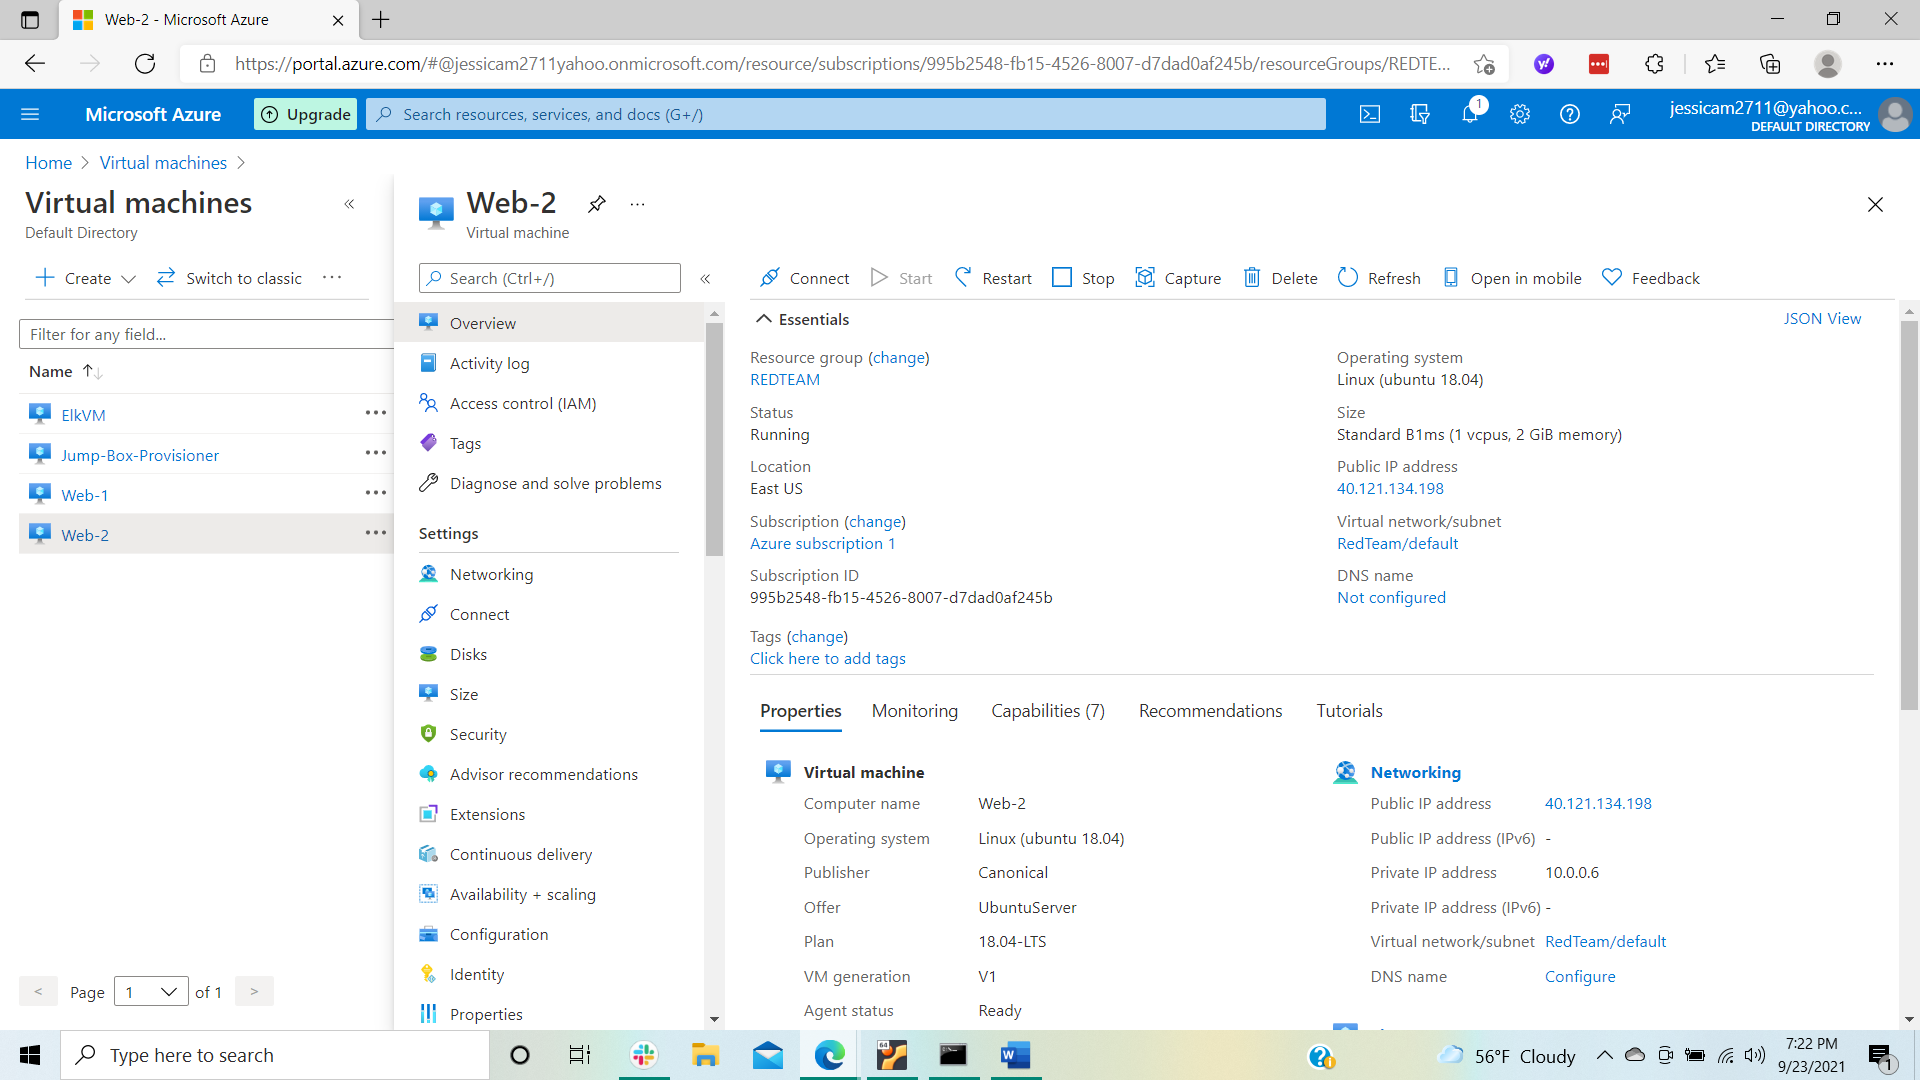 Web-2 - Microsoft Azure
https://portal.azure.com/#@jessicam2711yahoo.onmicrosoft.com/resource/subscriptions/995b2548-fb15-4526-8007-d7dad0af245b/resourceGroups/REDTE...
Microsoft Azure
Upgrade
Search resources, services, and docs (G+/)
1
jessicam2711@yahoo.c...
DEFAULT DIRECTORY
Home
Virtual machines
Virtual machines
Default Directory
Create
Switch to classic
Filter for any field...
Name
ElkVM
Jump-Box-Provisioner
Web-1
Web-2
< Page 1 of 1 >
Web-2
Virtual machine
Search (Ctrl+/)
Overview
Activity log
Access control (IAM)
Tags
Diagnose and solve problems
Settings
Networking
Connect
Disks
Size
Security
Advisor recommendations
Extensions
Continuous delivery
Availability + scaling
Configuration
Identity
Properties
Connect Start Restart Stop Capture Delete Refresh Open in mobile Feedback
Essentials
JSON View
Resource group (change)
REDTEAM
Status
Running
Location
East US
Subscription (change)
Azure subscription 1
Subscription ID
995b2548-fb15-4526-8007-d7dad0af245b
Tags (change)
Click here to add tags
Operating system
Linux (ubuntu 18.04)
Size
Standard B1ms (1 vcpus, 2 GiB memory)
Public IP address
40.121.134.198
Virtual network/subnet
RedTeam/default
DNS name
Not configured
Properties Monitoring Capabilities (7) Recommendations Tutorials
Virtual machine
Computer name Web-2
Operating system Linux (ubuntu 18.04)
Publisher Canonical
Offer UbuntuServer
Plan 18.04-LTS
VM generation V1
Agent status Ready
Networking
Public IP address 40.121.134.198
Public IP address (IPv6) -
Private IP address 10.0.0.6
Private IP address (IPv6) -
Virtual network/subnet RedTeam/default
DNS name Configure
Type here to search
64
W
56°F Cloudy
7:22 PM
9/23/2021
1